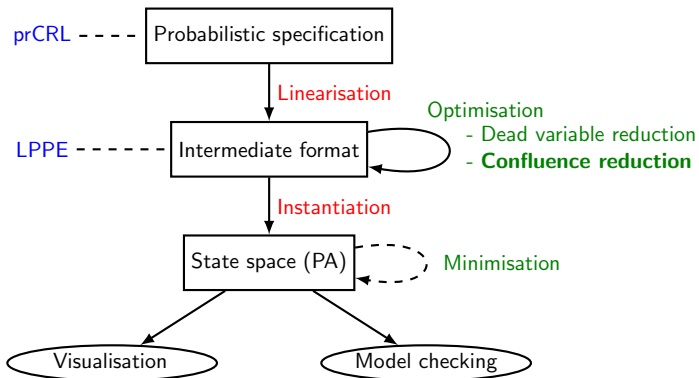 prCRL
Probabilistic specification
Linearisation
Optimisation
- Dead variable reduction
- Confluence reduction
LPPE
Intermediate format
Instantiation
State space (PA)
Minimisation
Visualisation
Model checking